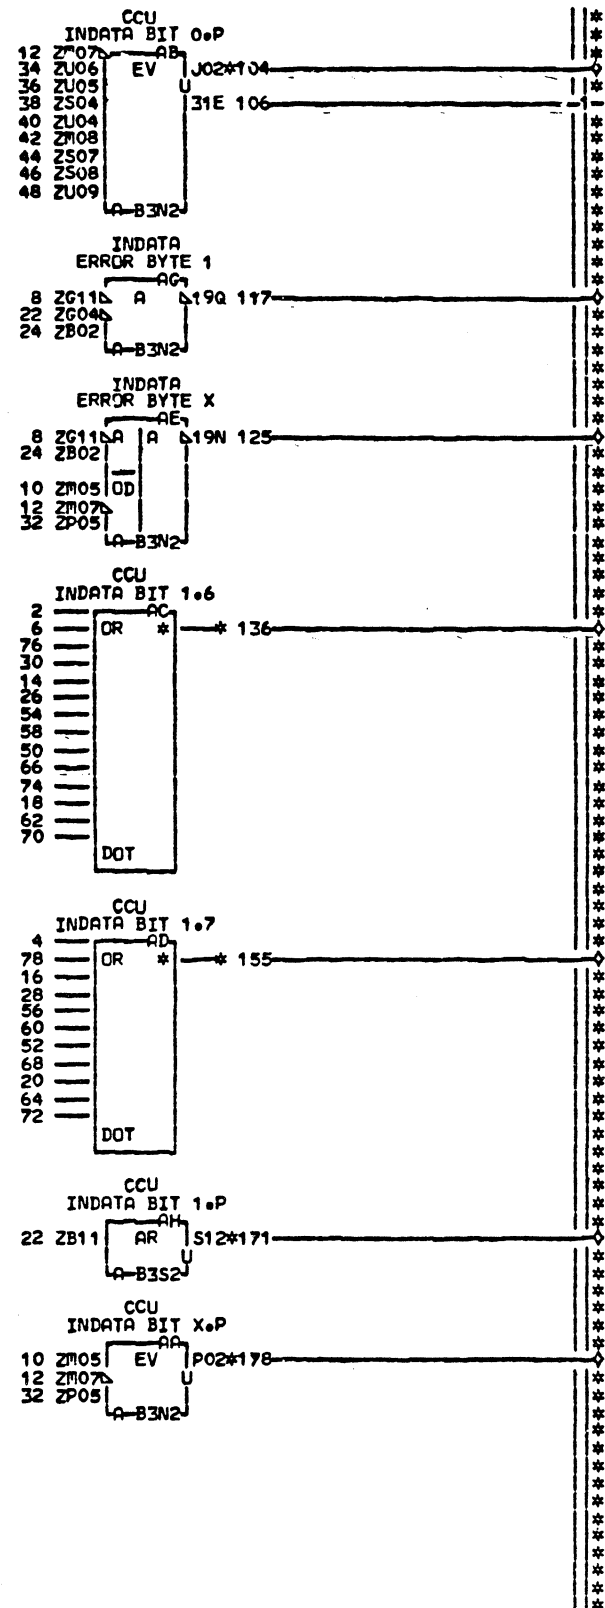 CCU
INDATA BIT 0.P
AB
12 ZM07
34 ZU06 EV J02*104
36 ZU05 U
38 ZS04 31E 106
40 ZU04
42 ZM08
44 ZS07
46 ZS08
48 ZU09
A-B3N2
INDATA
ERROR BYTE 1
AG
8 ZG11 A 19Q 117
22 ZG04
24 ZB02
A-B3N2
INDATA
ERROR BYTE X
AE
8 ZG11 A A 19N 125
24 ZB02
10 ZM05 OD
12 ZM07
32 ZP05
A-B3N2
CCU
INDATA BIT 1.6
2 AC
6 OR * * 136
76
30
14
26
54
58
50
66
74
18
62
70
DOT
CCU
INDATA BIT 1.7
4 AD
78 OR * * 155
16
28
56
60
52
68
20
64
72
DOT
CCU
INDATA BIT 1.P
AH
22 ZB11 AR S12*171
U
A-B3S2
CCU
INDATA BIT X.P
AA
10 ZM05 EV P02*178
12 ZM07 U
32 ZP05
A-B3N2